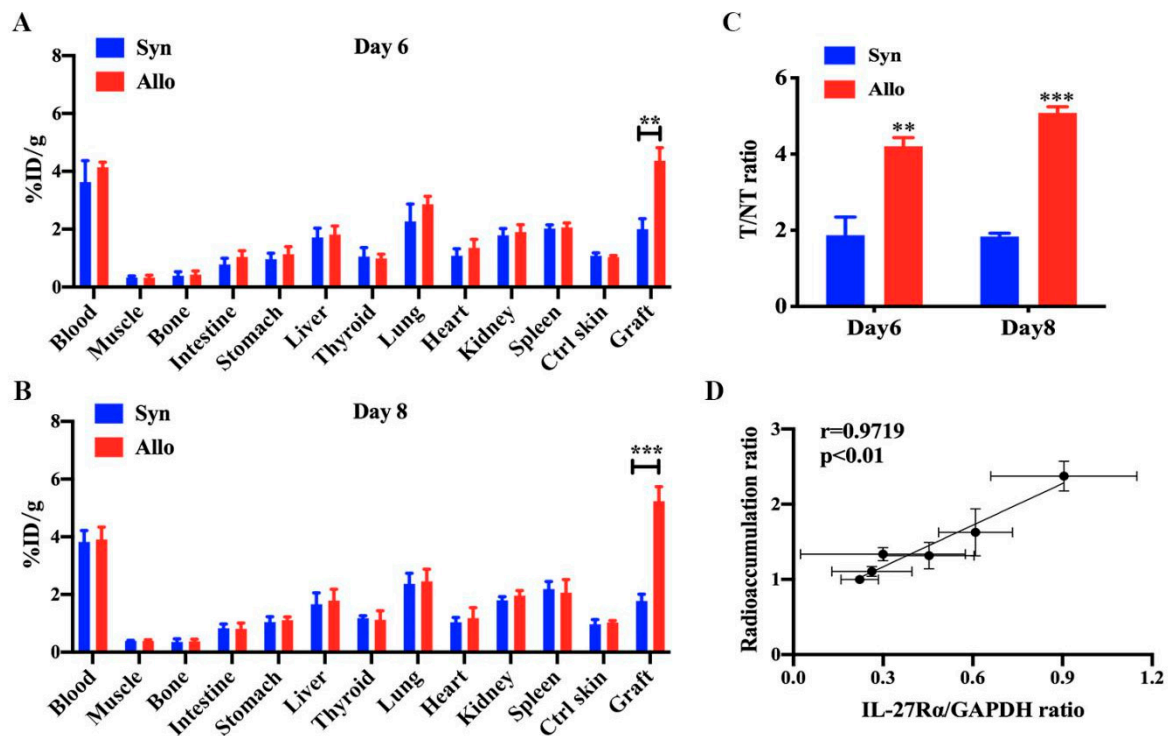 A
Day 6
Syn
Allo
%ID/g
8
6
4
2
0
**
Blood
Muscle
Bone
Intestine
Stomach
Liver
Thyroid
Lung
Heart
Kidney
Spleen
Ctrl skin
Graft
C
Syn
Allo
T/NT ratio
6
4
2
0
**
***
Day6
Day8
B
Day 8
Syn
Allo
%ID/g
8
6
4
2
0
***
Blood
Muscle
Bone
Intestine
Stomach
Liver
Thyroid
Lung
Heart
Kidney
Spleen
Ctrl skin
Graft
D
r=0.9719
p<0.01
Radioaccumulation ratio
3
2
1
0
0.0
0.3
0.6
0.9
1.2
IL-27Rα/GAPDH ratio